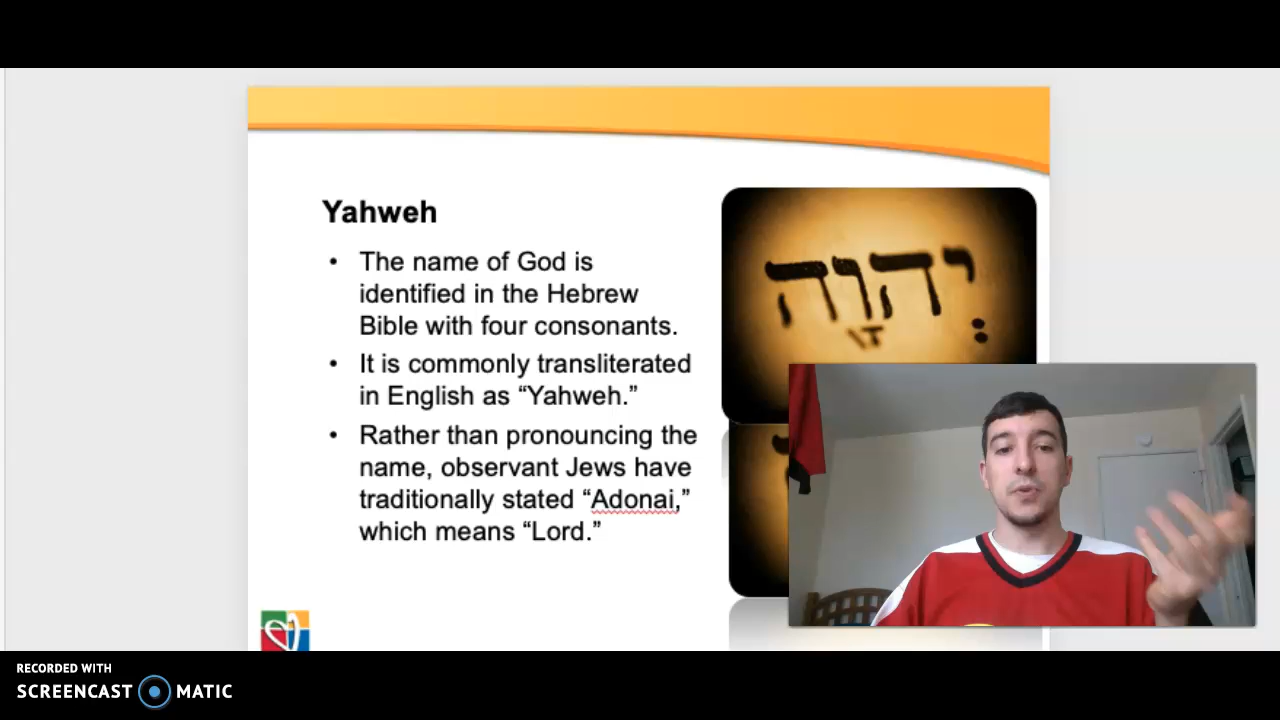 Yahweh
• The name of God is
identified in the Hebrew
Bible with four consonants.
• It is commonly transliterated
in English as “Yahweh.”
• Rather than pronouncing the
name, observant Jews have
traditionally stated “Adonai,”
which means “Lord.”
יְהוָה
RECORDED WITH
SCREENCAST MATIC